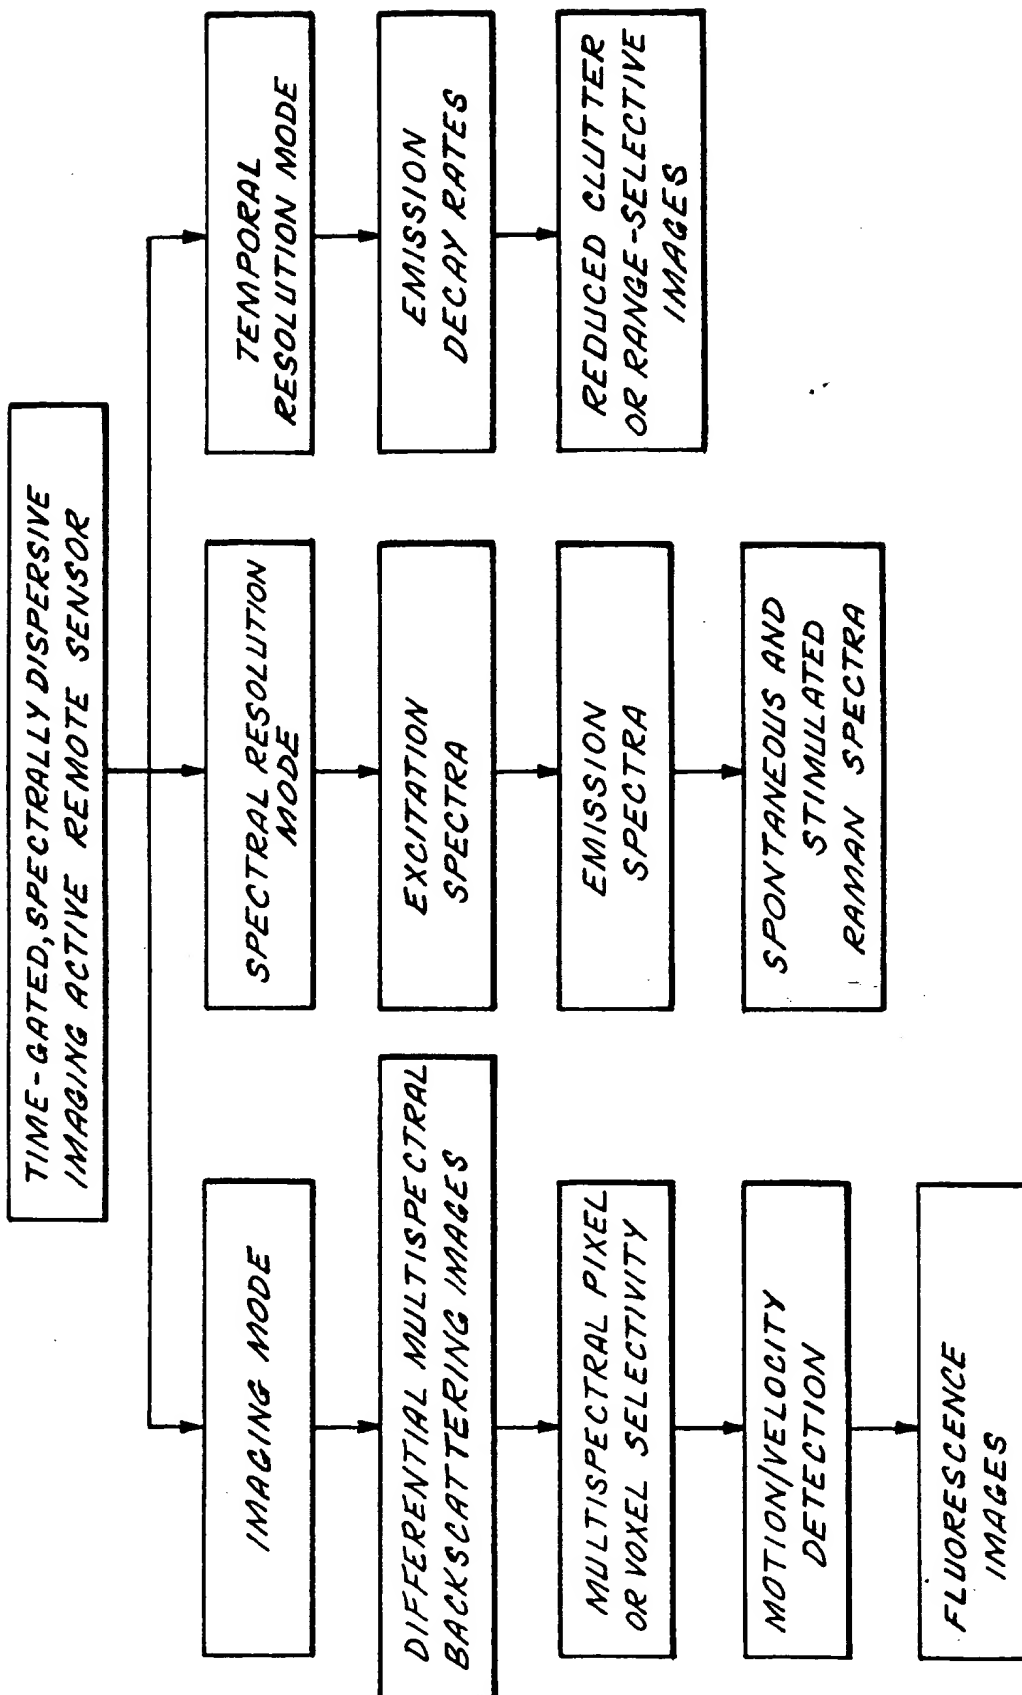 TIME-GATED, SPECTRALLY DISPERSIVE
IMAGING ACTIVE REMOTE SENSOR
IMAGING MODE
DIFFERENTIAL MULTISPECTRAL
BACKSCATTERING IMAGES
MULTISPECTRAL PIXEL
OR VOXEL SELECTIVITY
MOTION/VELOCITY
DETECTION
FLUORESCENCE
IMAGES
SPECTRAL RESOLUTION
MODE
EXCITATION
SPECTRA
EMISSION
SPECTRA
SPONTANEOUS AND
STIMULATED
RAMAN SPECTRA
TEMPORAL
RESOLUTION MODE
EMISSION
DECAY RATES
REDUCED CLUTTER
OR RANGE-SELECTIVE
IMAGES